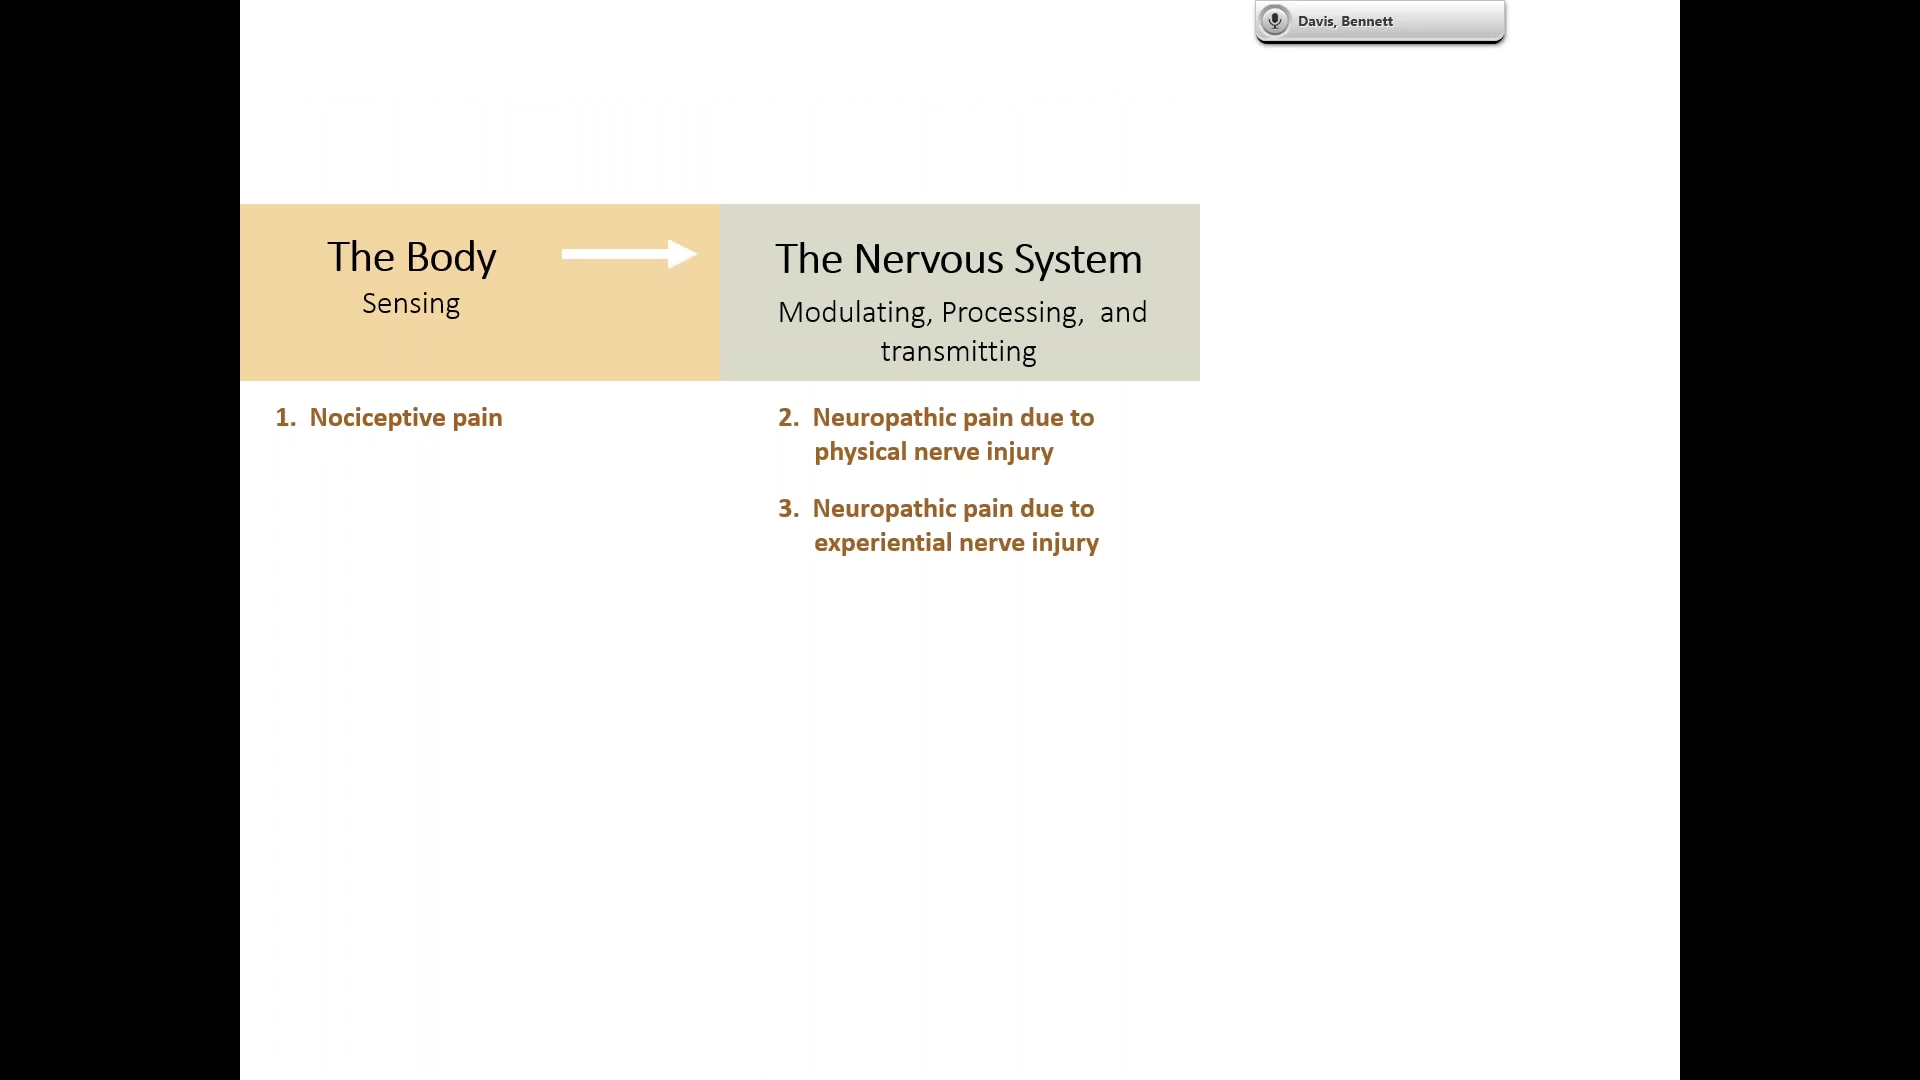 Davis, Bennett
The Body
Sensing
The Nervous System
Modulating, Processing, and
transmitting
1. Nociceptive pain
2. Neuropathic pain due to
physical nerve injury
3. Neuropathic pain due to
experiential nerve injury